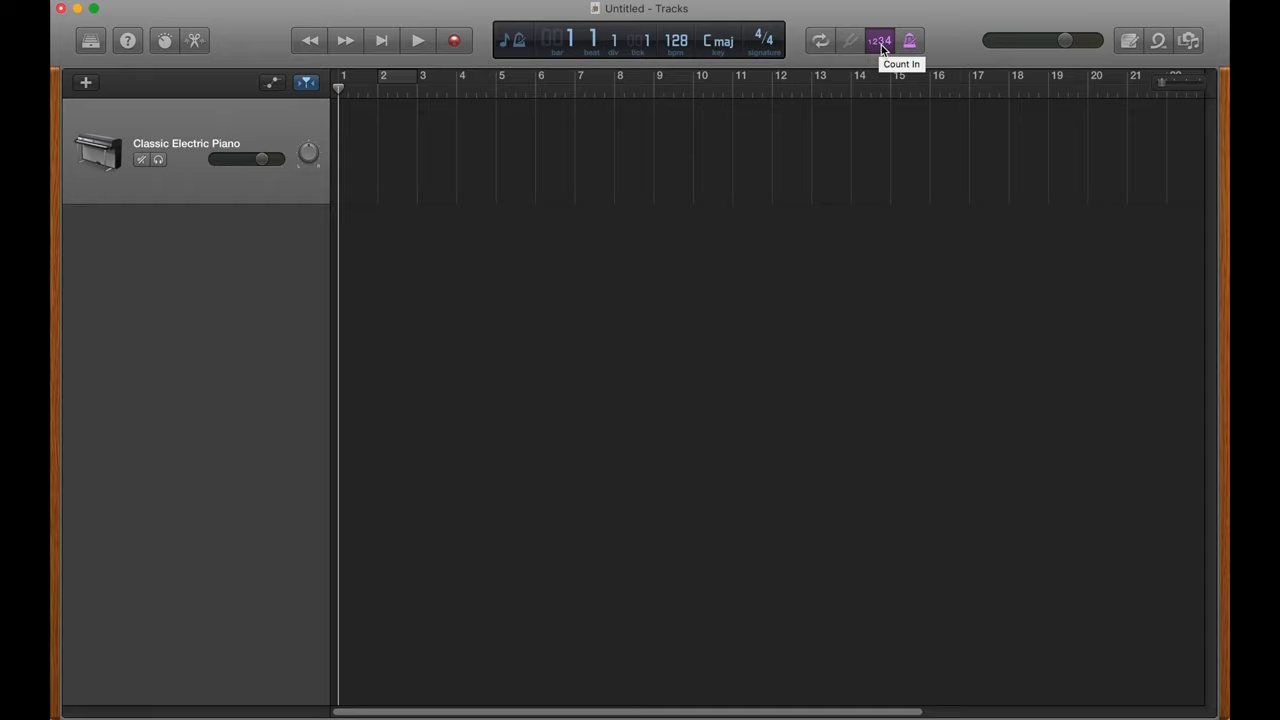 Untitled - Tracks
00 1 1 1 00 1 128 C maj 4/4
bar beat div tick bpm key signature
1234
Count In
1 2 3 4 5 6 7 8 9 10 11 12 13 14 15 16 17 18 19 20 21
Classic Electric Piano
L R